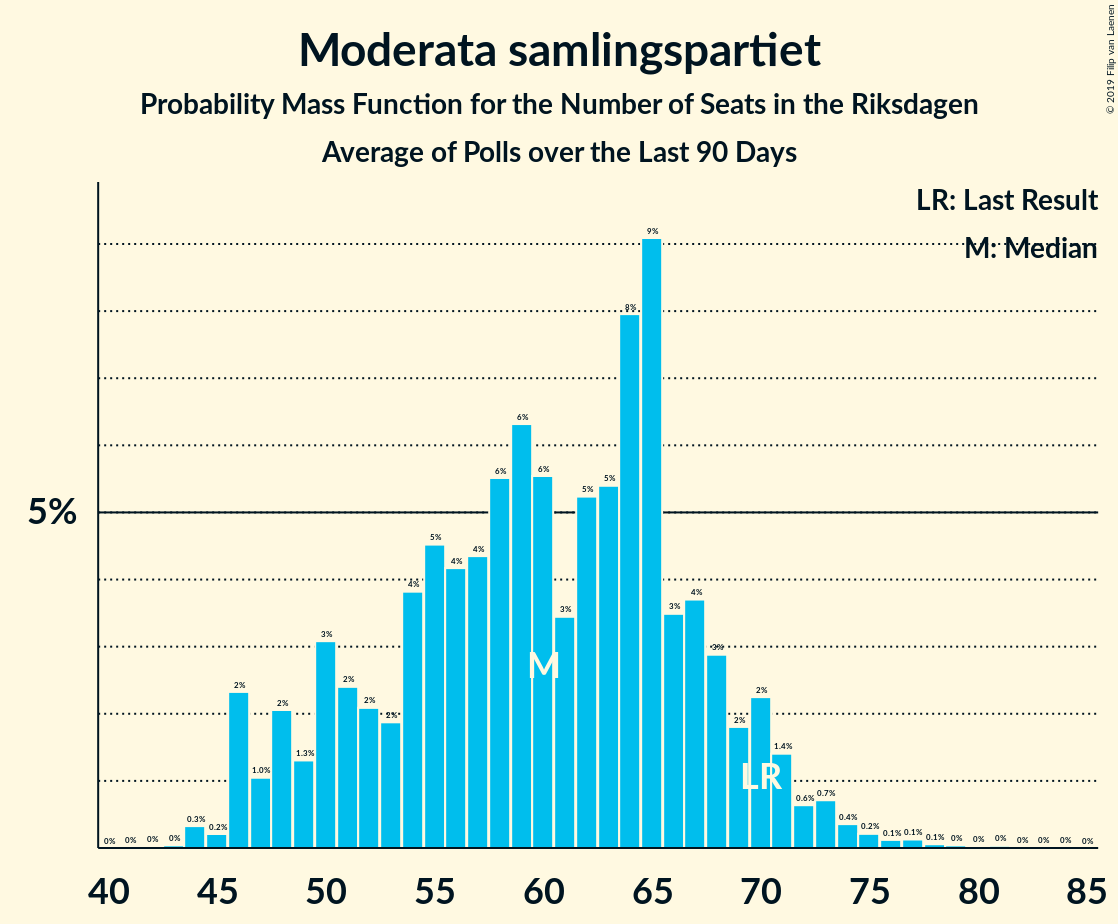 Moderata samlingspartiet
Probability Mass Function for the Number of Seats in the Riksdagen
Average of Polls over the Last 90 Days
© 2019 Filip van Laenen
LR: Last Result
M: Median
5%
0% 0% 0% 0% 0.3% 0.2% 2% 1.0% 2% 1.3% 3% 2% 2% 2% 4% 5% 4% 4% 6% 6% 6% 3% 5% 5% 8% 9% 3% 4% 3% 2% 2% 1.4% 0.6% 0.7% 0.4% 0.2% 0.1% 0.1% 0.1% 0% 0% 0% 0% 0% 0% 0%
M
LR
40 45 50 55 60 65 70 75 80 85